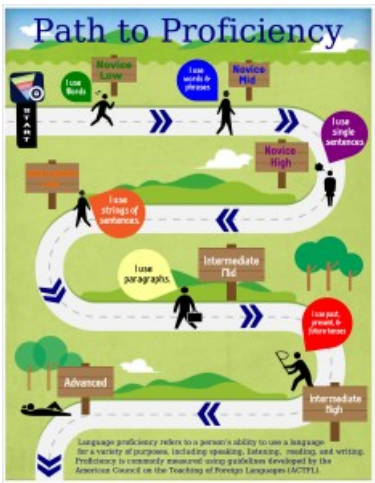 Path to Proficiency
START
I use
Words
Novice
Low
I use
words &
phrases
Novice
Mid
I use
single
sentences
Novice
High
I use
strings of
sentences.
Intermediate
Mid
I use
paragraphs.
I use past,
present, &
future tenses
Intermediate
High
Advanced
Language proficiency refers to a person's ability to use a language
for a variety of purposes, including speaking, listening, reading, and writing.
Proficiency is commonly measured using guidelines developed by the
American Council on the Teaching of Foreign Languages (ACTFL).